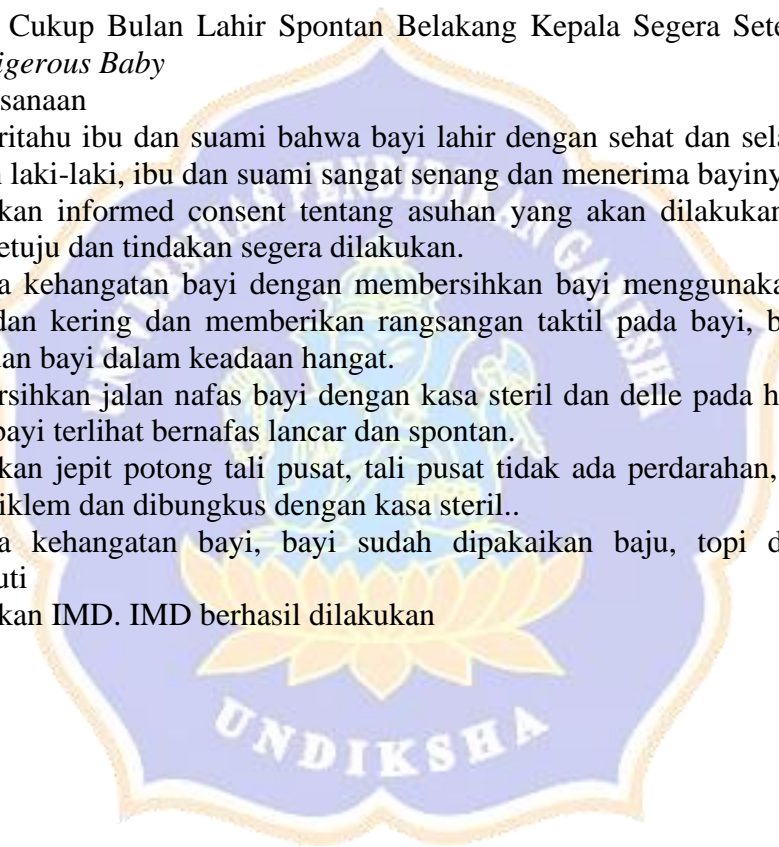 Cukup Bulan Lahir Spontan Belakang Kepala Segera Sete
igerous Baby
sanaan
ritahu ibu dan suami bahwa bayi lahir dengan sehat dan sela
laki-laki, ibu dan suami sangat senang dan menerima bayiny
kan informed consent tentang asuhan yang akan dilakukan
etuju dan tindakan segera dilakukan.
a kehangatan bayi dengan membersihkan bayi menggunaka
dan kering dan memberikan rangsangan taktil pada bayi, b
an bayi dalam keadaan hangat.
rsihkan jalan nafas bayi dengan kasa steril dan delle pada h
bayi terlihat bernafas lancar dan spontan.
kan jepit potong tali pusat, tali pusat tidak ada perdarahan,
iklem dan dibungkus dengan kasa steril..
a kehangatan bayi, bayi sudah dipakaikan baju, topi d
uti
kan IMD. IMD berhasil dilakukan
UNIVERSITAS PENDIDIKAN GANESHA
UNDIKSHA